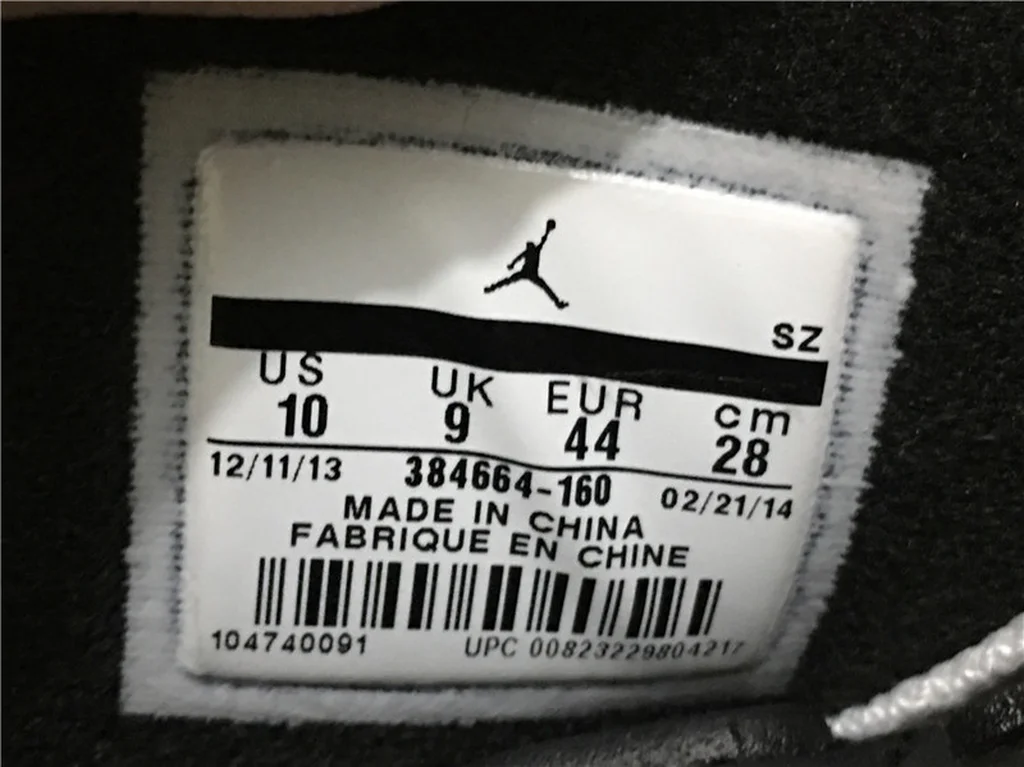 SZ
US UK EUR cm
10 9 44 28
12/11/13 384664-160 02/21/14
MADE IN CHINA
FABRIQUE EN CHINE
104740091 UPC 00823229804217